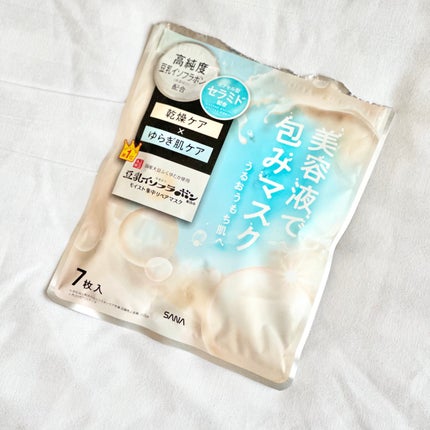 高純度
豆乳イソフラボン
配合
セラミド
配合
乾燥ケア
×
ゆらぎ肌ケア
豆乳イソフラボン
モイスト集中リペアマスク
美容液で
包みマスク
うるおうもち肌へ
7枚入
SANA